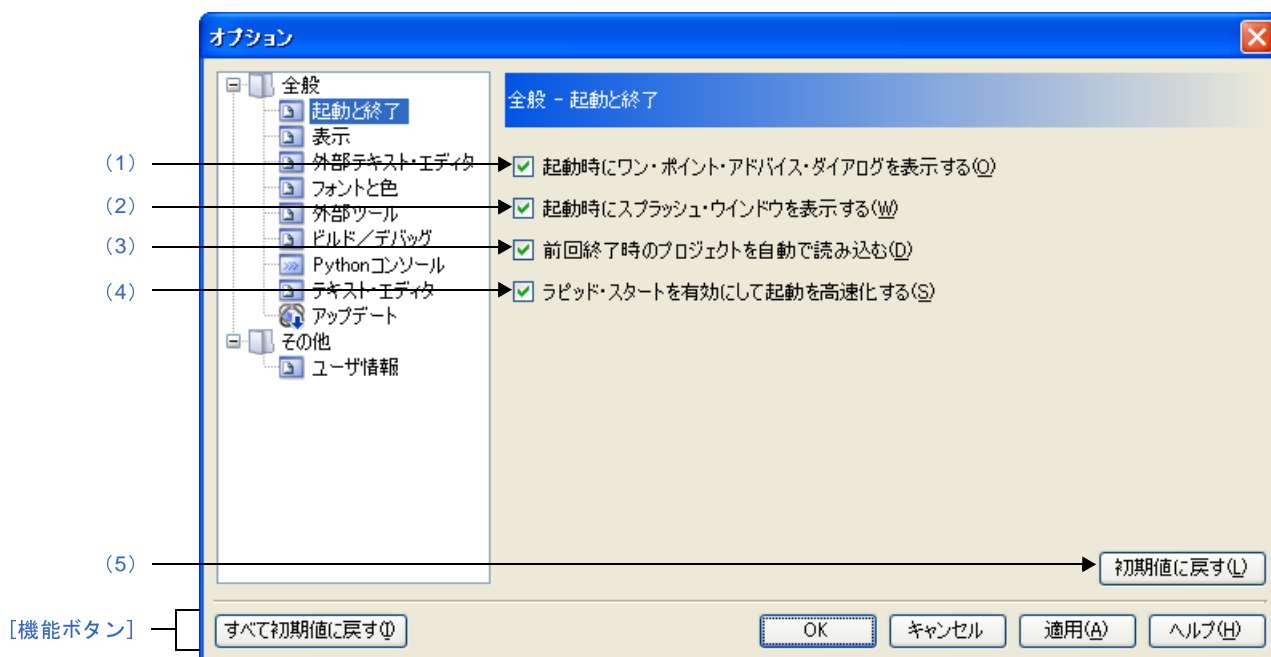 オプション
全般
起動と終了
表示
外部テキスト・エディタ
フォントと色
外部ツール
ビルド／デバッグ
Pythonコンソール
テキスト・エディタ
アップデート
その他
ユーザ情報
全般 - 起動と終了
(1)
起動時にワン・ポイント・アドバイス・ダイアログを表示する(O)
(2)
起動時にスプラッシュ・ウインドウを表示する(W)
(3)
前回終了時のプロジェクトを自動で読み込む(D)
(4)
ラピッド・スタートを有効にして起動を高速化する(S)
(5)
初期値に戻す(L)
[機能ボタン]
すべて初期値に戻す(I)
OK
キャンセル
適用(A)
ヘルプ(H)